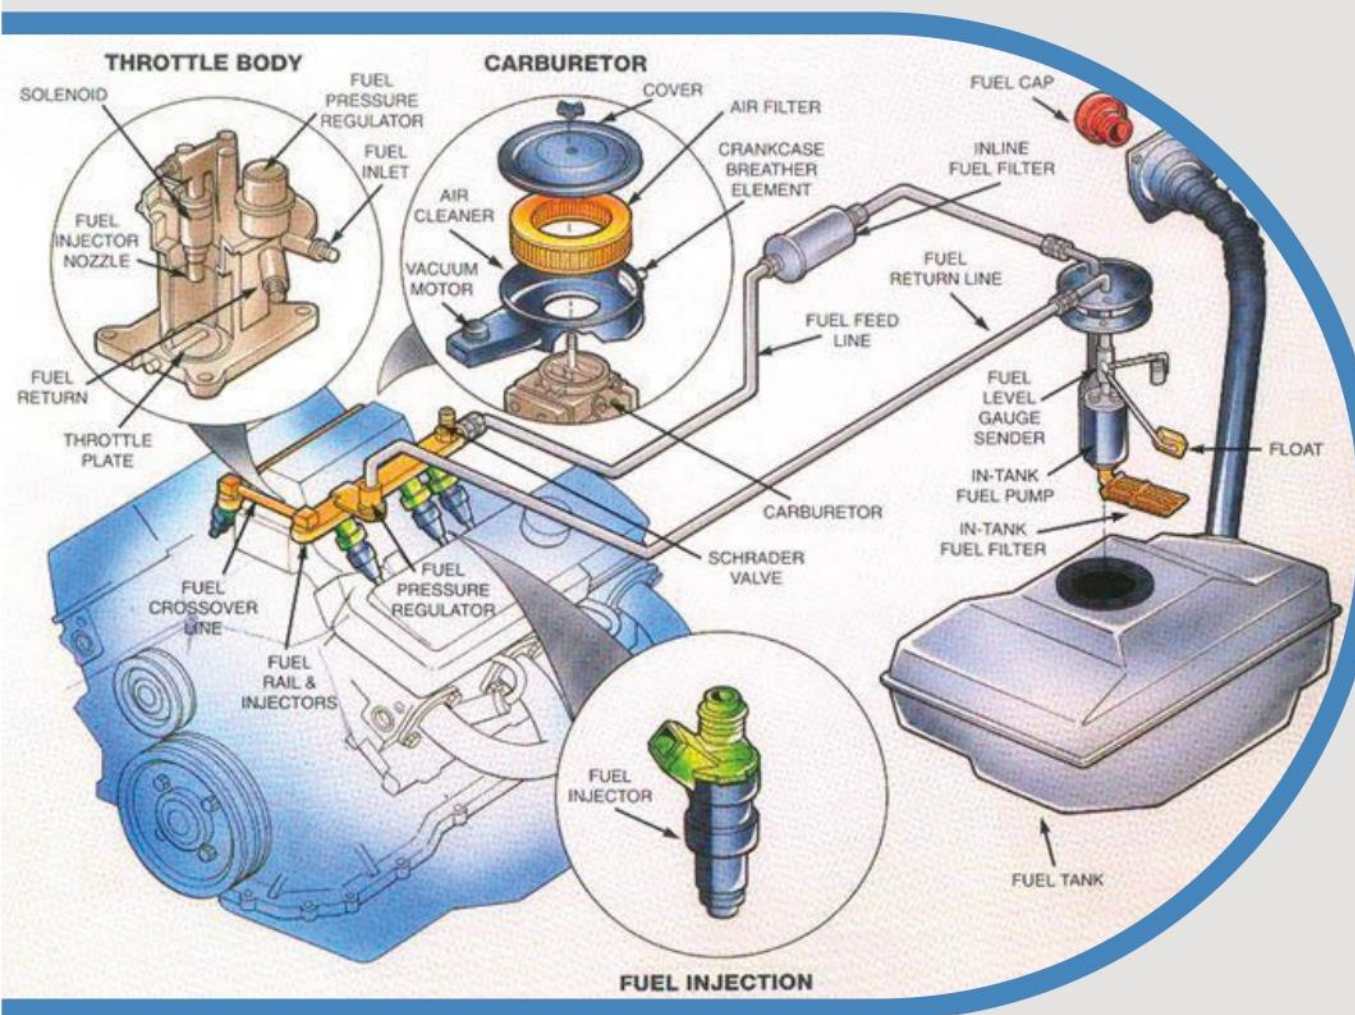 THROTTLE BODY
SOLENOID
FUEL
PRESSURE
REGULATOR
FUEL
INLET
FUEL
INJECTOR
NOZZLE
FUEL
RETURN
THROTTLE
PLATE
CARBURETOR
COVER
AIR FILTER
CRANKCASE
BREATHER
ELEMENT
AIR
CLEANER
VACUUM
MOTOR
CARBURETOR
FUEL CAP
INLINE
FUEL FILTER
FUEL
RETURN LINE
FUEL FEED
LINE
FUEL
LEVEL
GAUGE
SENDER
FLOAT
IN-TANK
FUEL PUMP
IN-TANK
FUEL FILTER
SCHRADER
VALVE
FUEL
PRESSURE
REGULATOR
FUEL
CROSSOVER
LINE
FUEL
RAIL &
INJECTORS
FUEL
INJECTOR
FUEL TANK
FUEL INJECTION